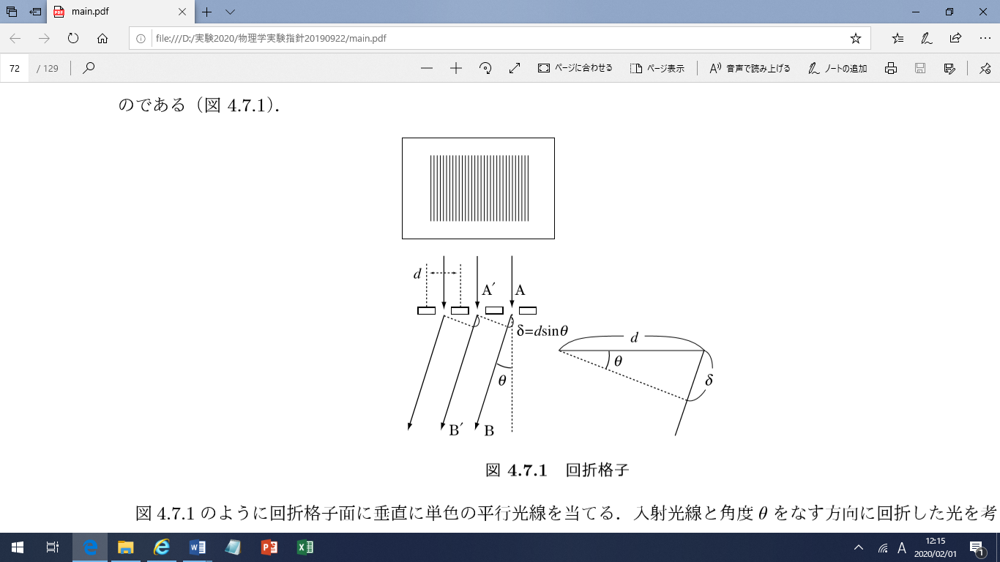 main.pdf
file:///D:/実験2020/物理学実験指針20190922/main.pdf
72 / 129
ページに合わせる
ページ表示
音声で読み上げる
ノートの追加
のである（図 4.7.1）．
d
A′
A
δ=dsinθ
θ
B′
B
d
θ
δ
図 4.7.1 回折格子
図 4.7.1 のように回折格子面に垂直に単色の平行光線を当てる．入射光線と角度 θ をなす方向に回折した光を考
A
12:15
2020/02/01
1